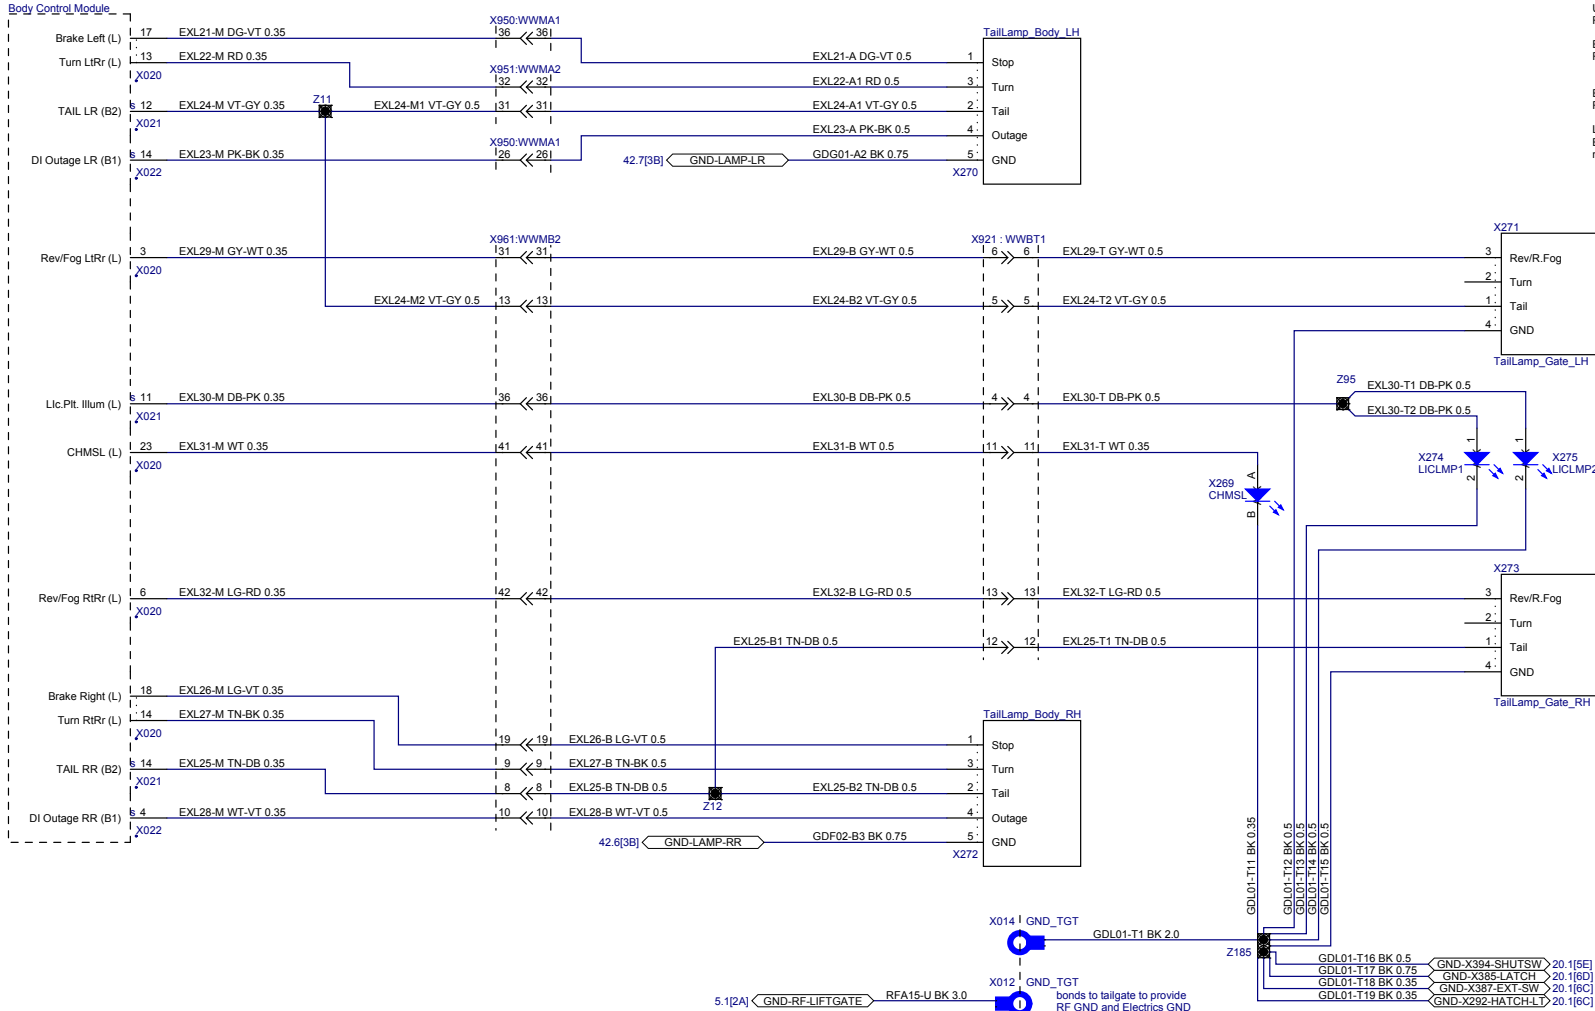 Body Control Module
X950:WWMA1
Brake Left (L) 17 EXL21-M DG-VT 0.35 36 36 EXL21-A DG-VT 0.5 1 Stop
TailLamp_Body_LH
Turn LtRr (L) 13 EXL22-M RD 0.35
X020
X951:WWMA2
32 32 EXL22-A1 RD 0.5 3 Turn
Z11
TAIL LR (B2) s 12 EXL24-M VT-GY 0.35 EXL24-M1 VT-GY 0.5 31 31 EXL24-A1 VT-GY 0.5 2 Tail
X021
X950:WWMA1
EXL23-A PK-BK 0.5 4 Outage
DI Outage LR (B1) s 14 EXL23-M PK-BK 0.35 26 26
X022
42.7[3B] GND-LAMP-LR GDG01-A2 BK 0.75 5 GND
X270
X961:WWMB2
X921 : WWBT1
X271
Rev/Fog LtRr (L) 3 EXL29-M GY-WT 0.35 31 31 EXL29-B GY-WT 0.5 6 6 EXL29-T GY-WT 0.5 3 Rev/R.Fog
X020
2 Turn
EXL24-M2 VT-GY 0.5 13 13 EXL24-B2 VT-GY 0.5 5 5 EXL24-T2 VT-GY 0.5 1 Tail
4 GND
TailLamp_Gate_LH
Z95
EXL30-T1 DB-PK 0.5
LIc.Plt. Illum (L) s 11 EXL30-M DB-PK 0.35 36 36 EXL30-B DB-PK 0.5 4 4 EXL30-T DB-PK 0.5
X021
EXL30-T2 DB-PK 0.5
CHMSL (L) 23 EXL31-M WT 0.35 41 41 EXL31-B WT 0.5 11 11 EXL31-T WT 0.35
X020
1 1
X274
LICLMP1
X275
LICLMP2
2 2
X269
CHMSL
A
B
X273
Rev/Fog RtRr (L) 6 EXL32-M LG-RD 0.35 42 42 EXL32-B LG-RD 0.5 13 13 EXL32-T LG-RD 0.5 3 Rev/R.Fog
X020
2 Turn
EXL25-B1 TN-DB 0.5 12 12 EXL25-T1 TN-DB 0.5 1 Tail
4 GND
TailLamp_Gate_RH
Brake Right (L) 18 EXL26-M LG-VT 0.35
Turn RtRr (L) 14 EXL27-M TN-BK 0.35
X020
TailLamp_Body_RH
19 19 EXL26-B LG-VT 0.5 1 Stop
TAIL RR (B2) s 14 EXL25-M TN-DB 0.35 9 9 EXL27-B TN-BK 0.5 3 Turn
X021
8 8 EXL25-B TN-DB 0.5 EXL25-B2 TN-DB 0.5 2 Tail
Z12
DI Outage RR (B1) s 4 EXL28-M WT-VT 0.35 10 10 EXL28-B WT-VT 0.5 4 Outage
X022
42.6[3B] GND-LAMP-RR GDF02-B3 BK 0.75 5 GND
X272
GDL01-T11 BK 0.35
GDL01-T12 BK 0.5
GDL01-T13 BK 0.5
GDL01-T14 BK 0.5
GDL01-T15 BK 0.5
X014 GND_TGT
GDL01-T1 BK 2.0
Z185
GDL01-T16 BK 0.5 GND-X394-SHUTSW 20.1[5E]
GDL01-T17 BK 0.75 GND-X385-LATCH 20.1[6D]
GDL01-T18 BK 0.35 GND-X387-EXT-SW 20.1[6C]
GDL01-T19 BK 0.35 GND-X292-HATCH-LT 20.1[6C]
X012 GND_TGT
5.1[2A] GND-RF-LIFTGATE RFA15-U BK 3.0
bonds to tailgate to provide
RF GND and Electrics GND